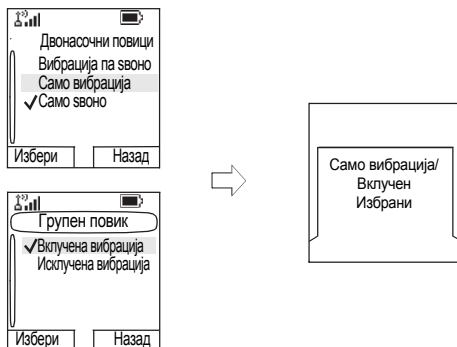 Двонасочни повици
Вибрација па ѕвоно
Само вибрација
Само ѕвоно
Избери Назад
Групен повик
Вклучена вибрација
Исклучена вибрација
Избери Назад
Само вибрација/
Вклучен
Избрани